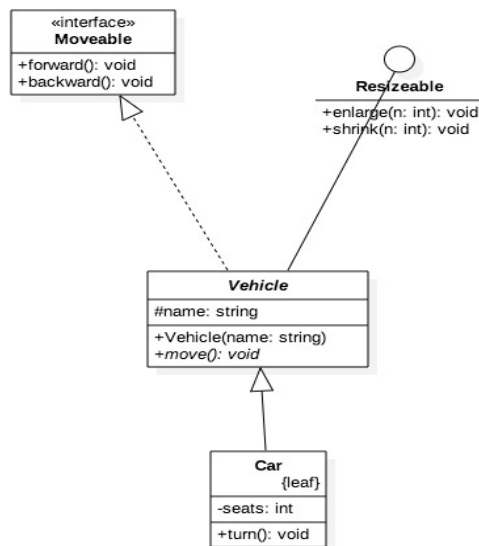 «interface»
Moveable
+forward(): void
+backward(): void
Resizeable
+enlarge(n: int): void
+shrink(n: int): void
Vehicle
#name: string
+Vehicle(name: string)
+move(): void
Car
{leaf}
-seats: int
+turn(): void